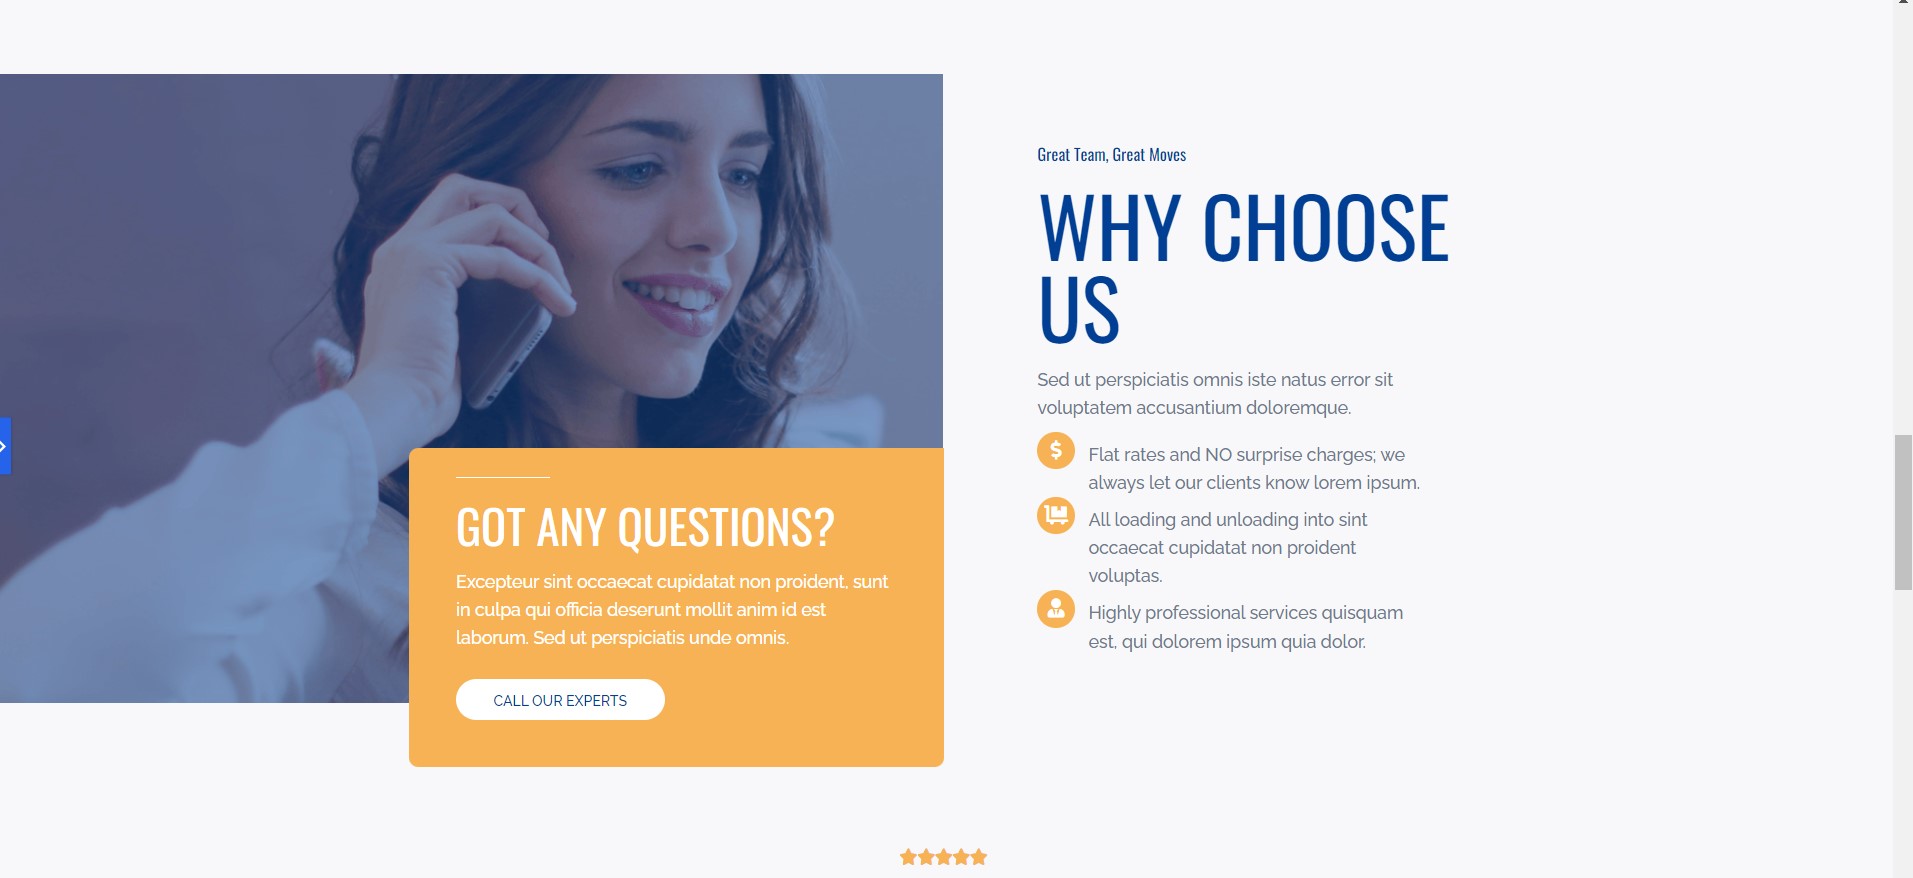 Great Team, Great Moves
WHY CHOOSE
US
Sed ut perspiciatis omnis iste natus error sit
voluptatem accusantium doloremque.
Flat rates and NO surprise charges; we
always let our clients know lorem ipsum.
All loading and unloading into sint
occaecat cupidatat non proident
voluptas.
Highly professional services quisquam
est, qui dolorem ipsum quia dolor.
GOT ANY QUESTIONS?
Excepteur sint occaecat cupidatat non proident, sunt
in culpa qui officia deserunt mollit anim id est
laborum. Sed ut perspiciatis unde omnis.
CALL OUR EXPERTS